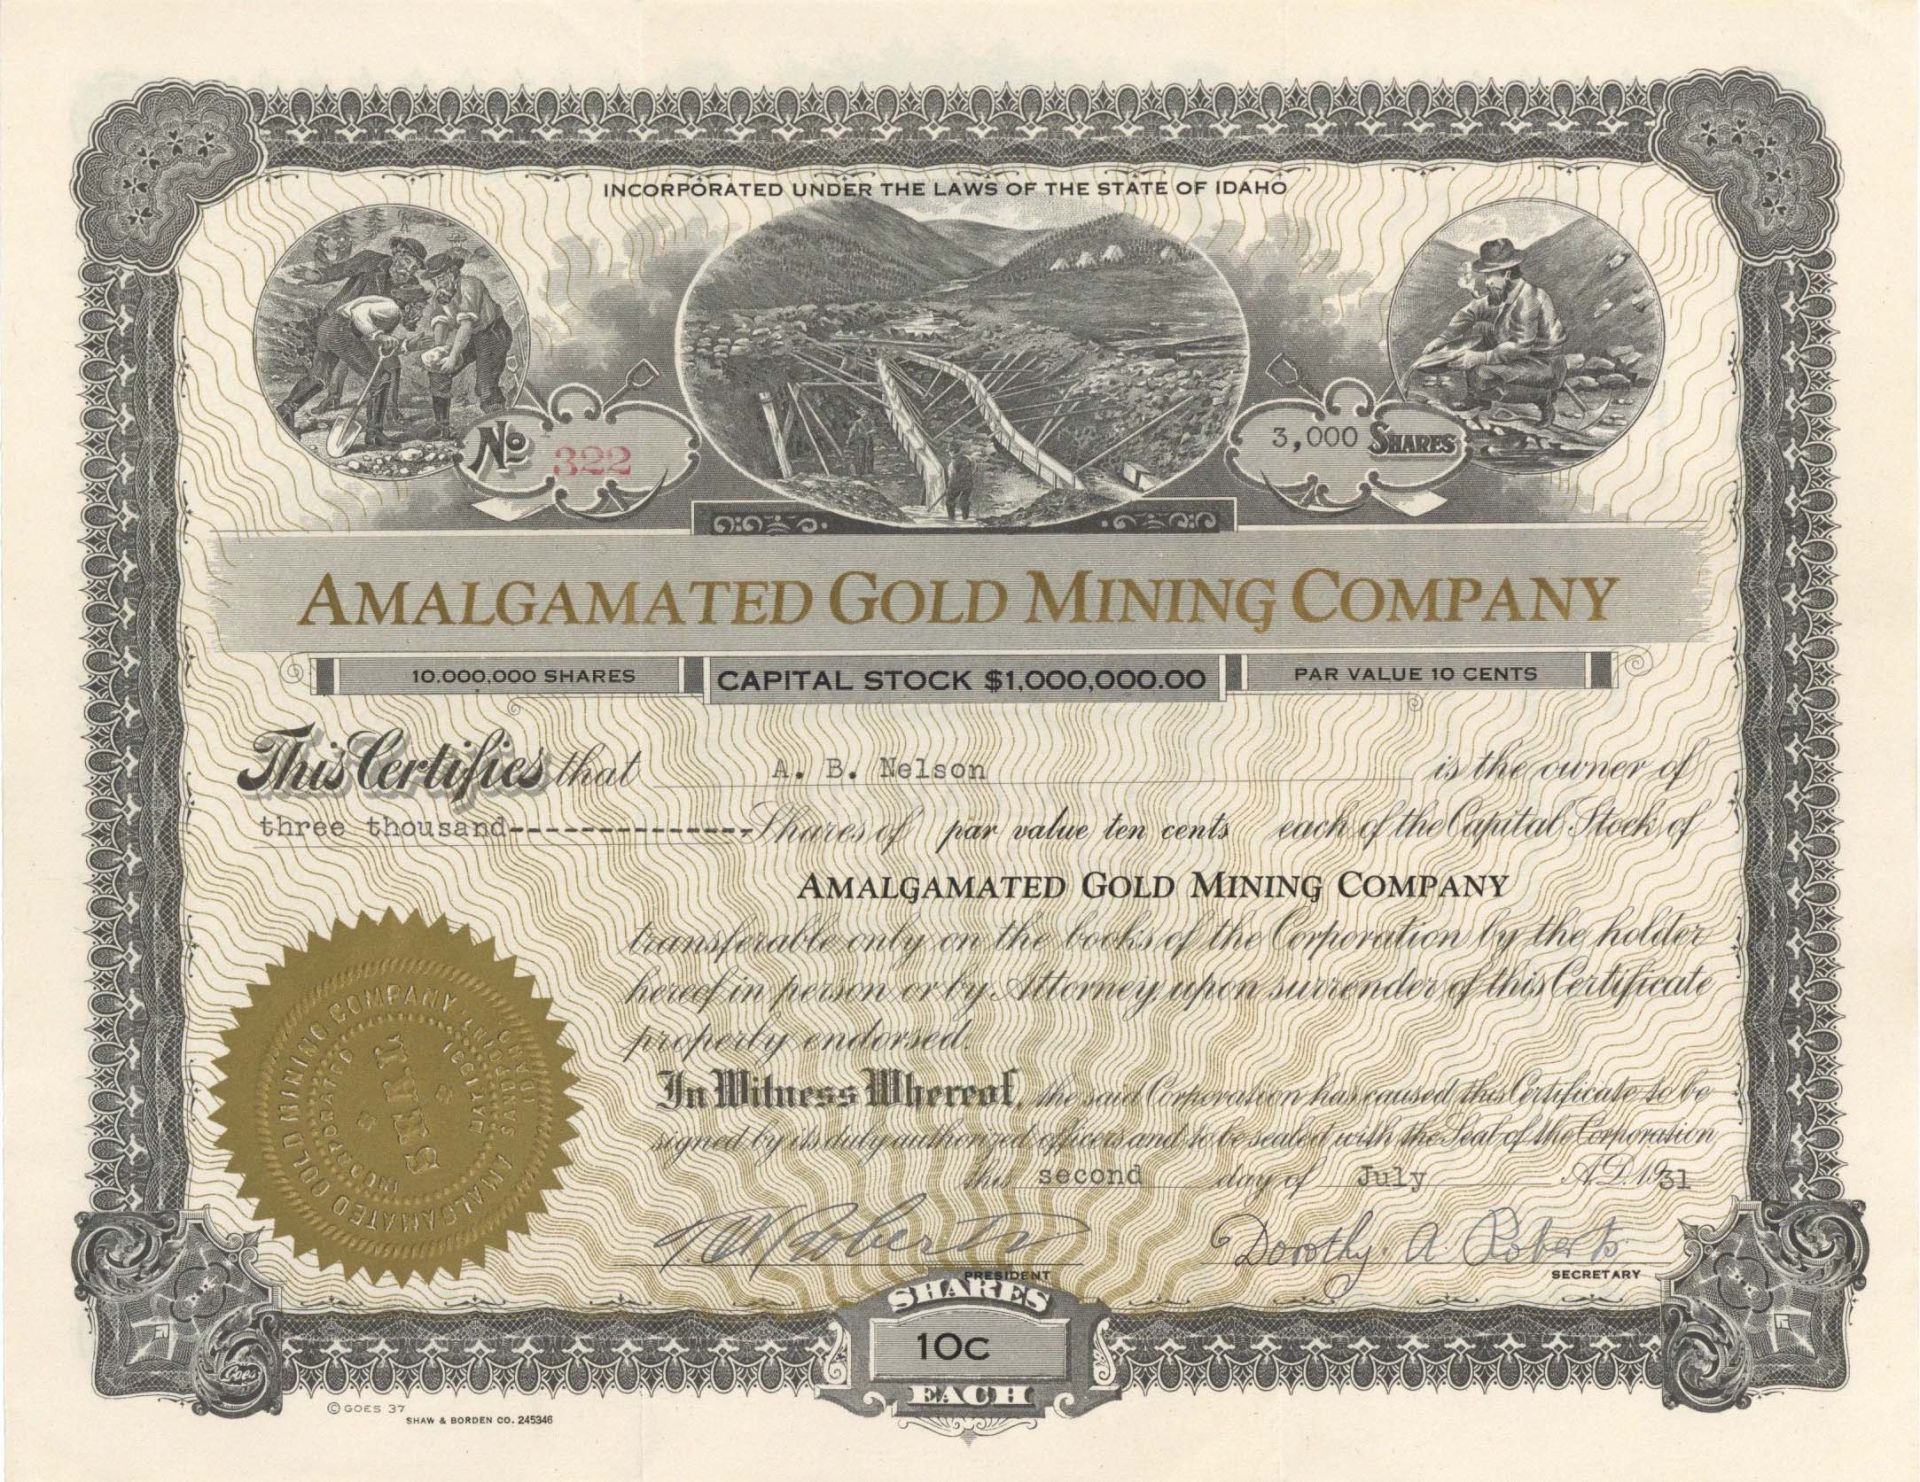 INCORPORATED UNDER THE LAWS OF THE STATE OF IDAHO
No 322
3,000 SHARES
AMALGAMATED GOLD MINING COMPANY
10.000,000 SHARES
CAPITAL STOCK $1,000,000.00
PAR VALUE 10 CENTS
This Certifies that A. B. Nelson is the owner of
three thousand--------------- Shares of par value ten cents each of the Capital Stock of
AMALGAMATED GOLD MINING COMPANY
transferable only on the books of the Corporation by the holder
hereof in person or by Attorney, upon surrender of this Certificate
properly endorsed.
In Witness Whereof, the said Corporation has caused this Certificate to be
signed by its duly authorized officers and to be sealed with the Seal of the Corporation
this second day of July A.D. 1931
Roberts
PRESIDENT
Dorothy A. Roberts
SECRETARY
AMALGAMATED GOLD MINING COMPANY
SANDPOINT IDAHO
INCORPORATED
SEAL
SHARES
10C
EACH
Goes
© GOES 37
SHAW & BORDEN CO. 245346